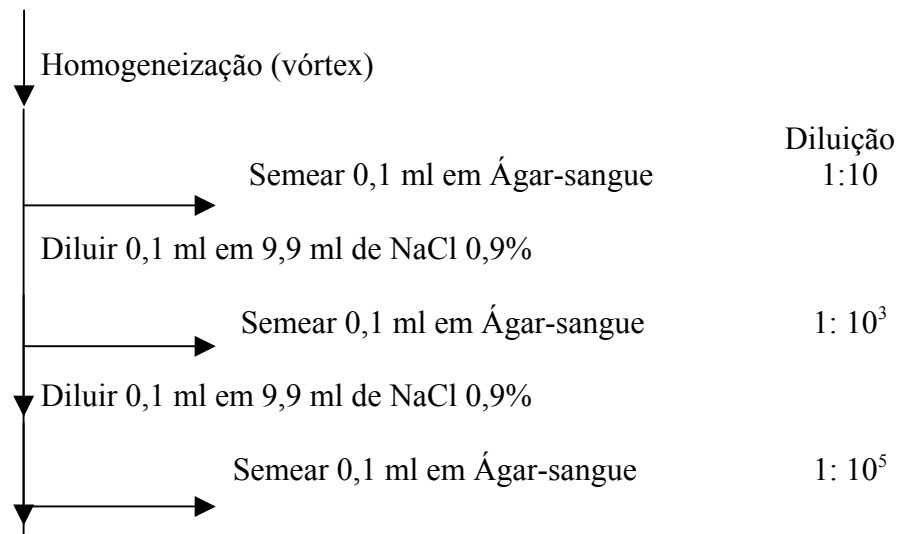 Homogeneização (vórtex)
Diluição
Semear 0,1 ml em Ágar-sangue 1:10
Diluir 0,1 ml em 9,9 ml de NaCl 0,9%
Semear 0,1 ml em Ágar-sangue 1: 10³
Diluir 0,1 ml em 9,9 ml de NaCl 0,9%
Semear 0,1 ml em Ágar-sangue 1: 10⁵